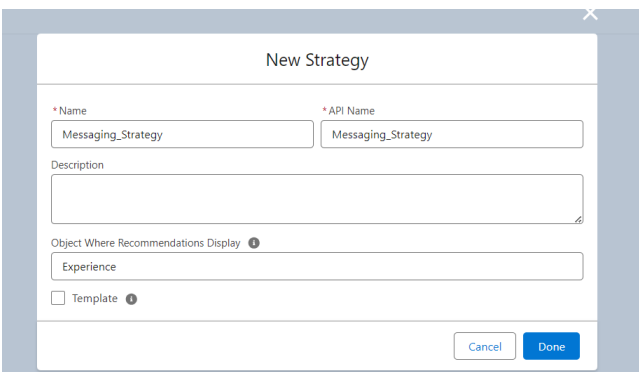 New Strategy
*Name *API Name
Messaging_Strategy Messaging_Strategy
Description
Object Where Recommendations Display
Experience
Template
Cancel Done